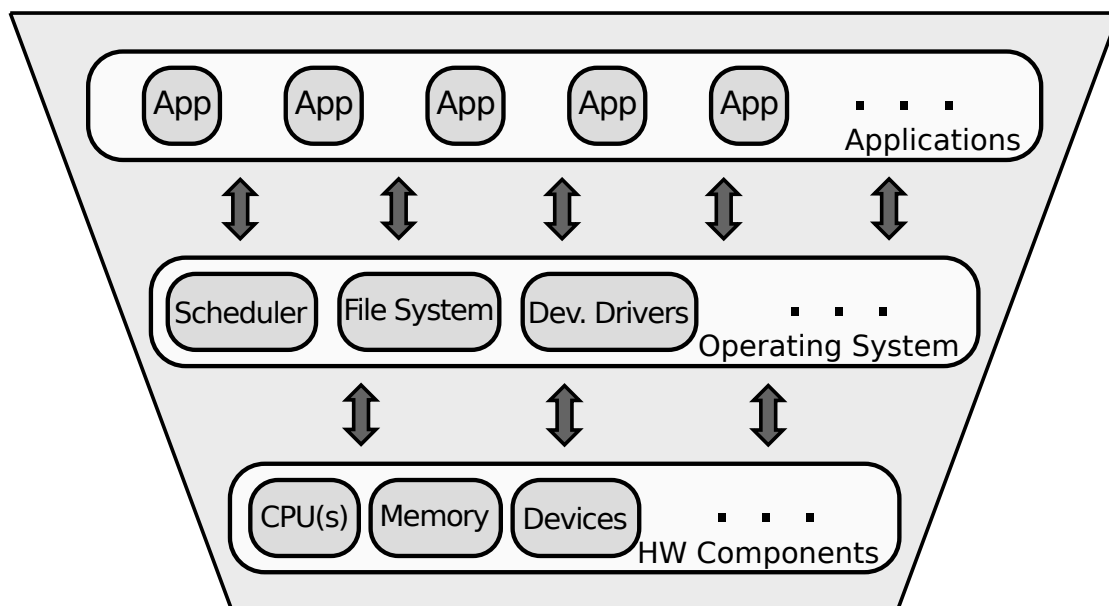 App App App App App . . .
Applications
Scheduler File System Dev. Drivers . . .
Operating System
CPU(s) Memory Devices . . .
HW Components